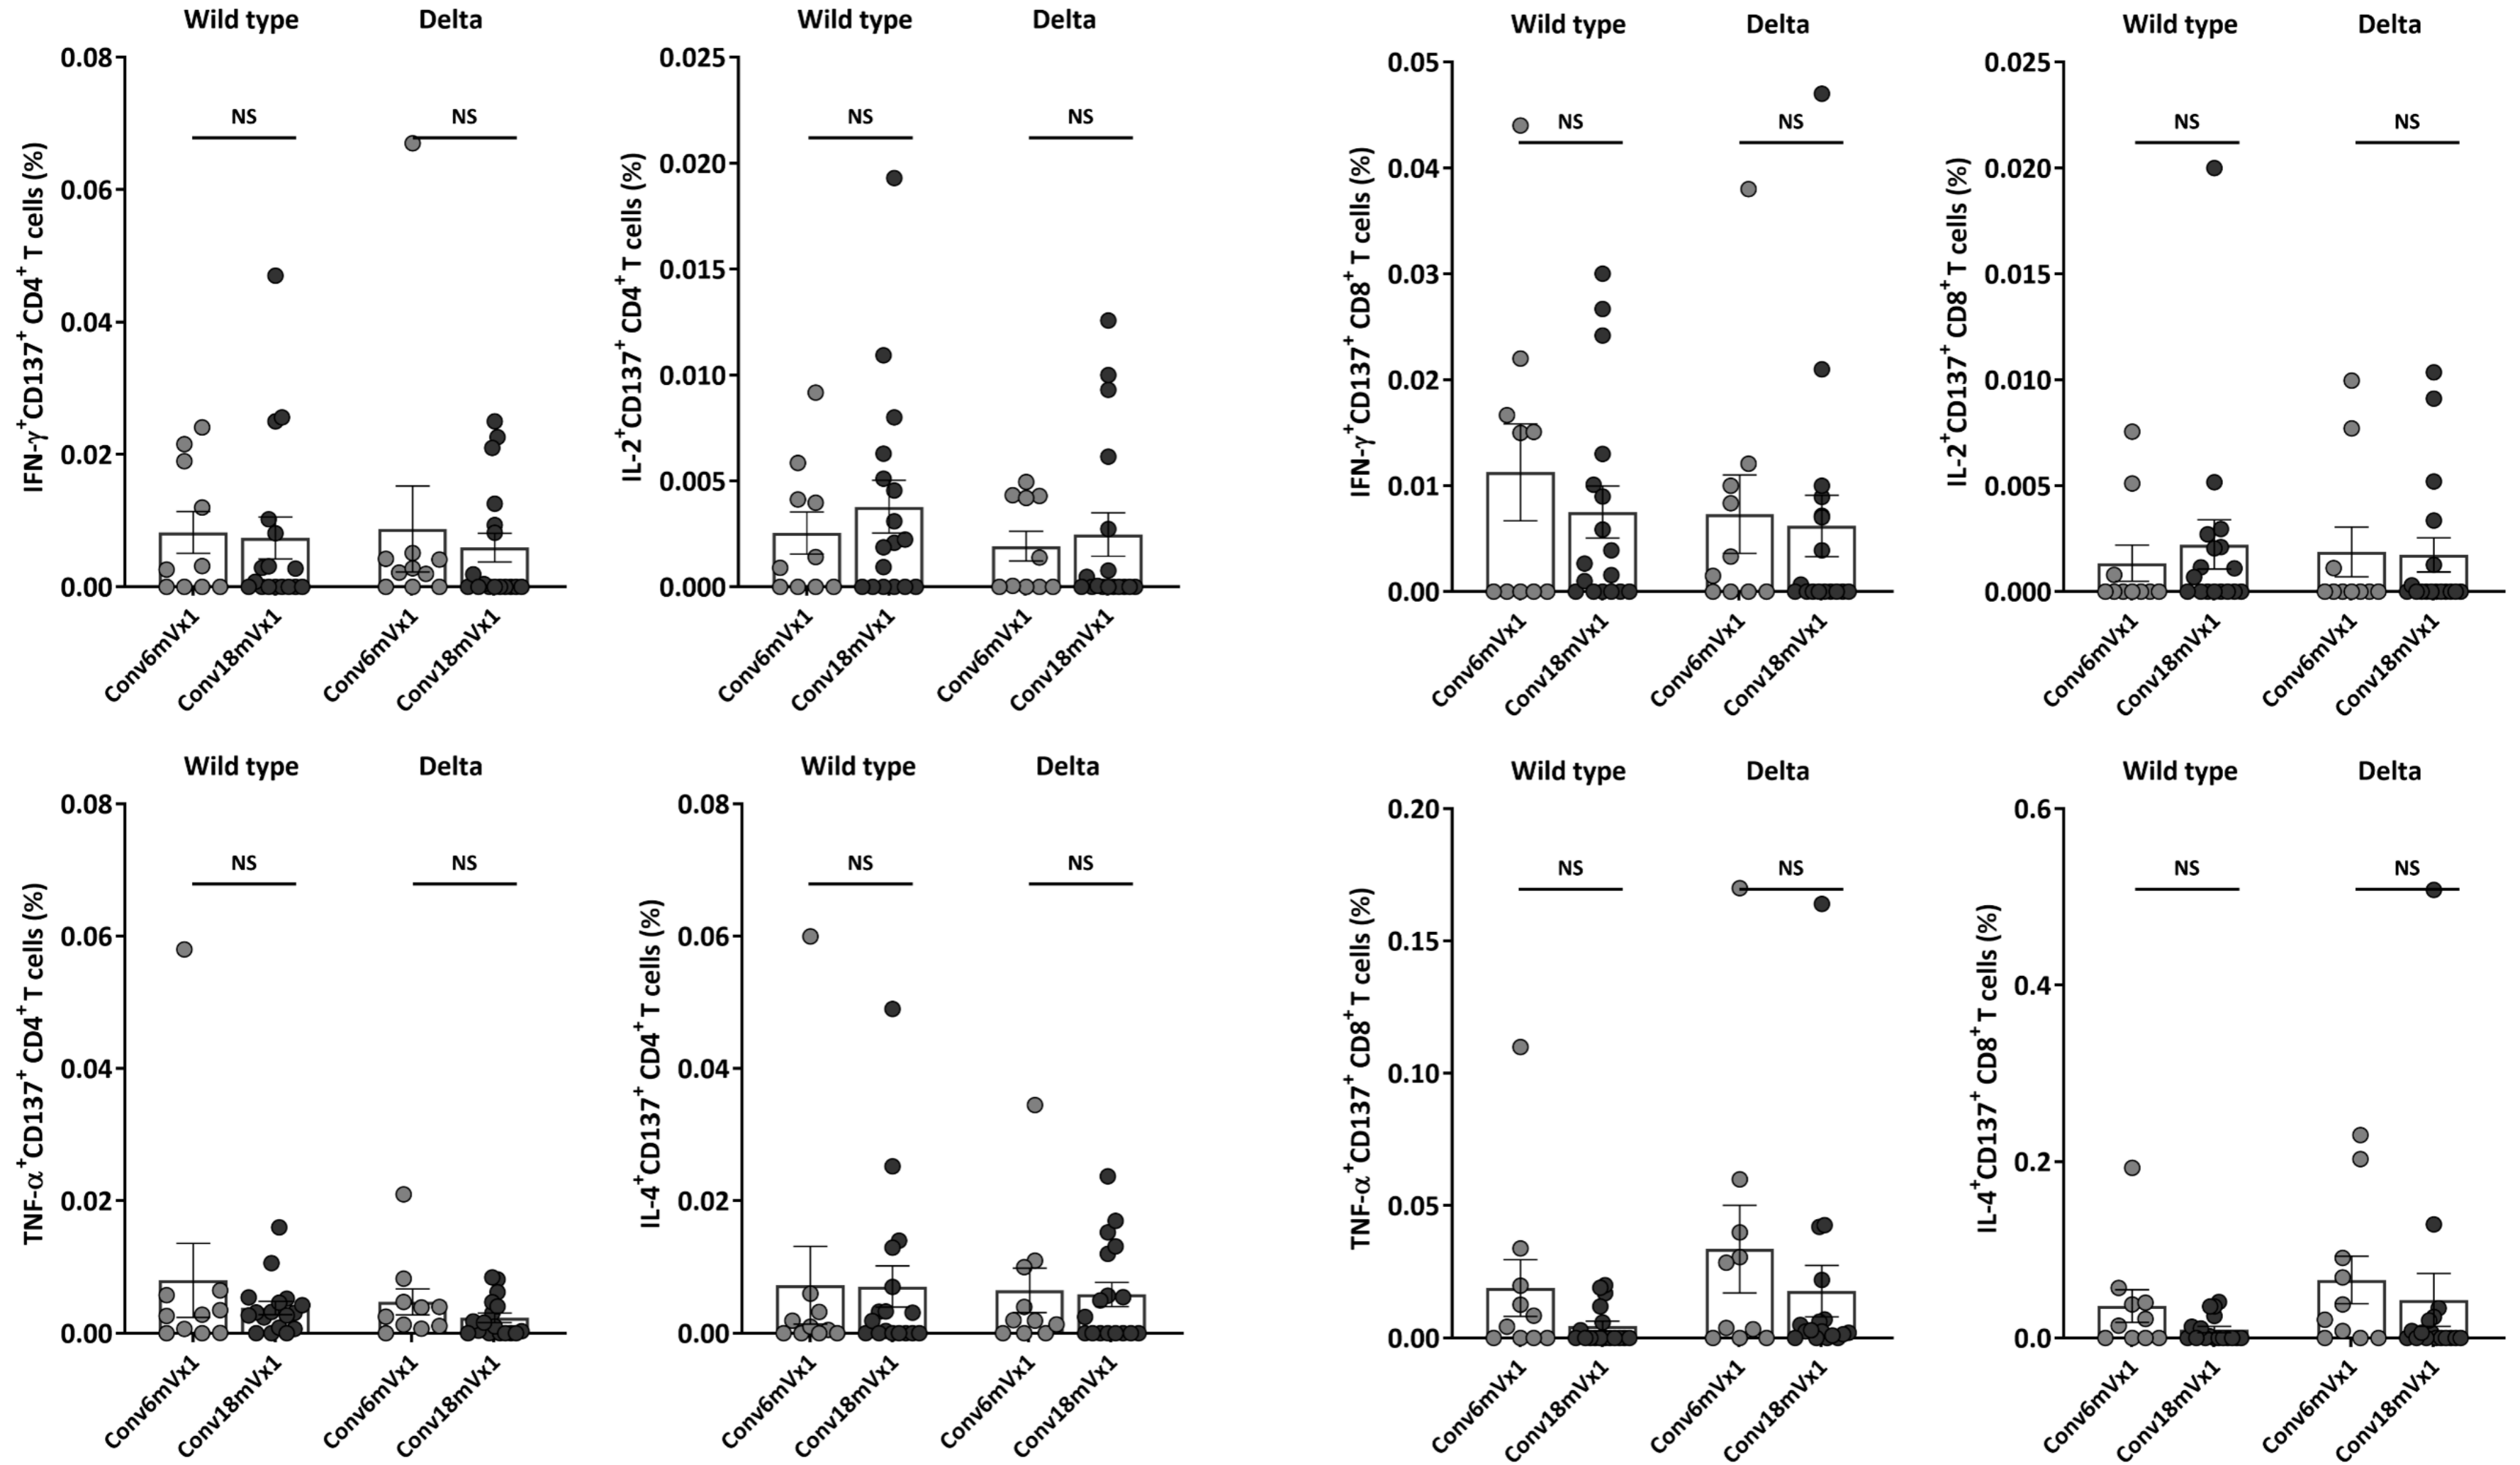 Wild type Delta
IFN-γ⁺CD137⁺ CD4⁺ T cells (%)
0.08
0.06
0.04
0.02
0.00
NS NS
Conv6mVx1
Conv18mVx1
Conv6mVx1
Conv18mVx1
Wild type Delta
IL-2⁺CD137⁺ CD4⁺ T cells (%)
0.025
0.020
0.015
0.010
0.005
0.000
NS NS
Conv6mVx1
Conv18mVx1
Conv6mVx1
Conv18mVx1
Wild type Delta
IFN-γ⁺CD137⁺ CD8⁺ T cells (%)
0.05
0.04
0.03
0.02
0.01
0.00
NS NS
Conv6mVx1
Conv18mVx1
Conv6mVx1
Conv18mVx1
Wild type Delta
IL-2⁺CD137⁺ CD8⁺ T cells (%)
0.025
0.020
0.015
0.010
0.005
0.000
NS NS
Conv6mVx1
Conv18mVx1
Conv6mVx1
Conv18mVx1
Wild type Delta
TNF-α⁺CD137⁺ CD4⁺ T cells (%)
0.08
0.06
0.04
0.02
0.00
NS NS
Conv6mVx1
Conv18mVx1
Conv6mVx1
Conv18mVx1
Wild type Delta
IL-4⁺CD137⁺ CD4⁺ T cells (%)
0.08
0.06
0.04
0.02
0.00
NS NS
Conv6mVx1
Conv18mVx1
Conv6mVx1
Conv18mVx1
Wild type Delta
TNF-α⁺CD137⁺ CD8⁺ T cells (%)
0.20
0.15
0.10
0.05
0.00
NS NS
Conv6mVx1
Conv18mVx1
Conv6mVx1
Conv18mVx1
Wild type Delta
IL-4⁺CD137⁺ CD8⁺ T cells (%)
0.6
0.4
0.2
0.0
NS NS
Conv6mVx1
Conv18mVx1
Conv6mVx1
Conv18mVx1